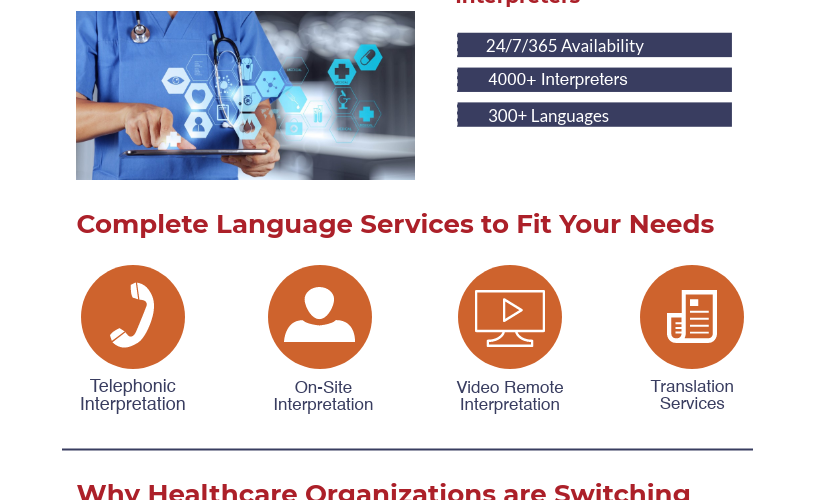 Interpreters
24/7/365 Availability
4000+ Interpreters
300+ Languages
Complete Language Services to Fit Your Needs
Telephonic
Interpretation
On-Site
Interpretation
Video Remote
Interpretation
Translation
Services
Why Healthcare Organizations are Switching